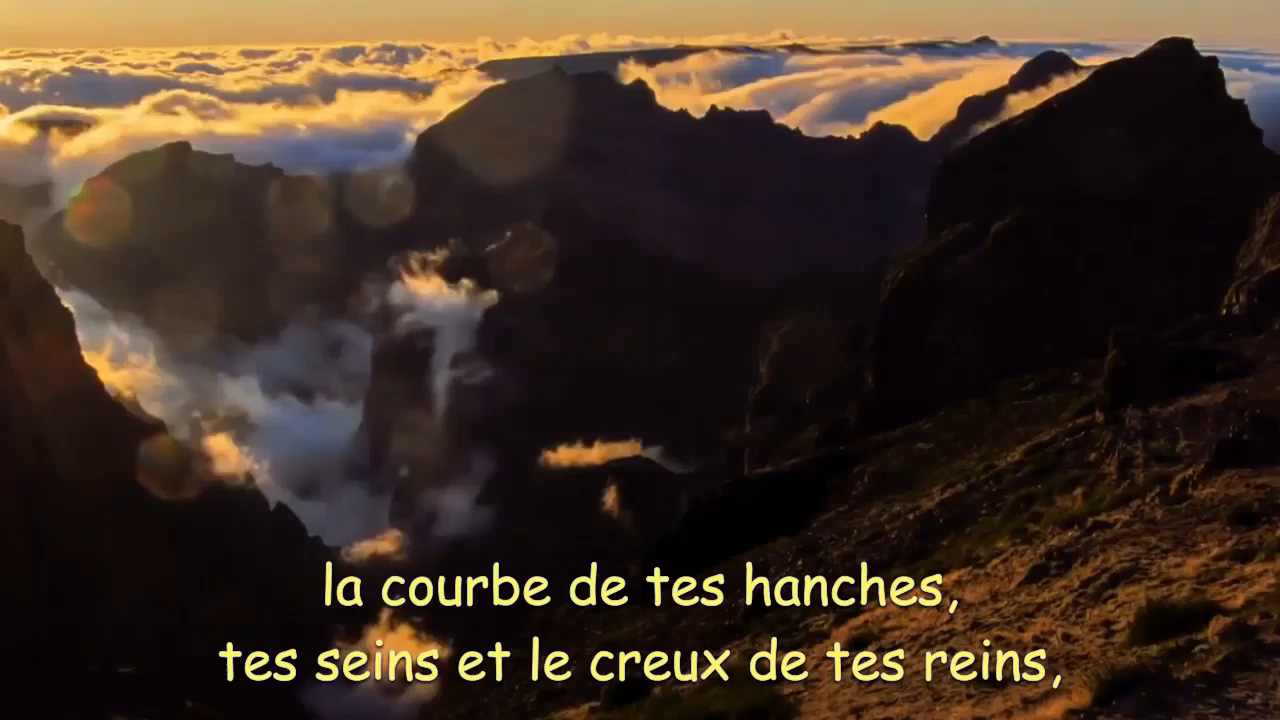 la courbe de tes hanches,
tes seins et le creux de tes reins,